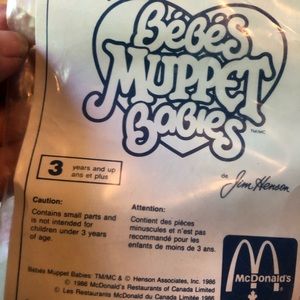 Bébés
MUPPET
Babies
TM/MC
3 years and up
ans et plus
de Jim Henson
Caution:
Contains small parts and
is not intended for
children under 3 years
of age.
Attention:
Contient des pièces
minuscules et n'est pas
recommandé pour les
enfants de moins de 3 ans.
McDonald's
Bébés Muppet Babies TM/MC & © Henson Associates, Inc. 1986
© 1986 McDonald's Restaurants of Canada Limited
© Les Restaurants McDonald du Canada Limitée 1986